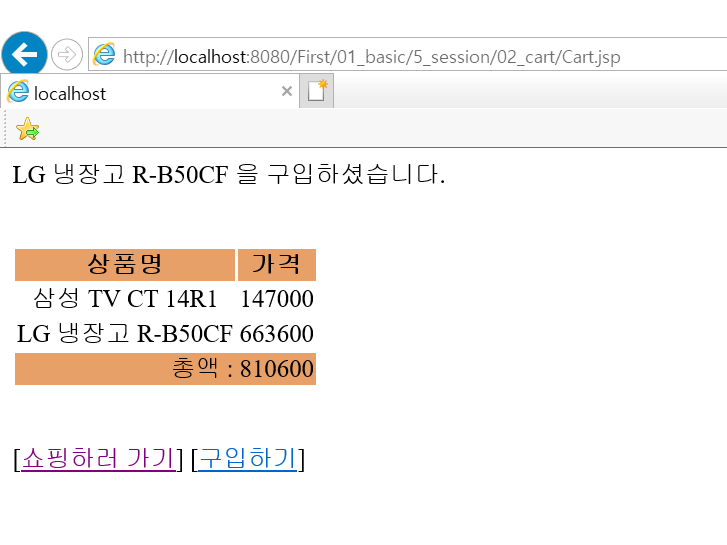 http://localhost:8080/First/01_basic/5_session/02_cart/Cart.jsp
localhost
LG 냉장고 R-B50CF 을 구입하셨습니다.
상품명 가격
삼성 TV CT 14R1 147000
LG 냉장고 R-B50CF 663600
총액 : 810600
[쇼핑하러 가기] [구입하기]